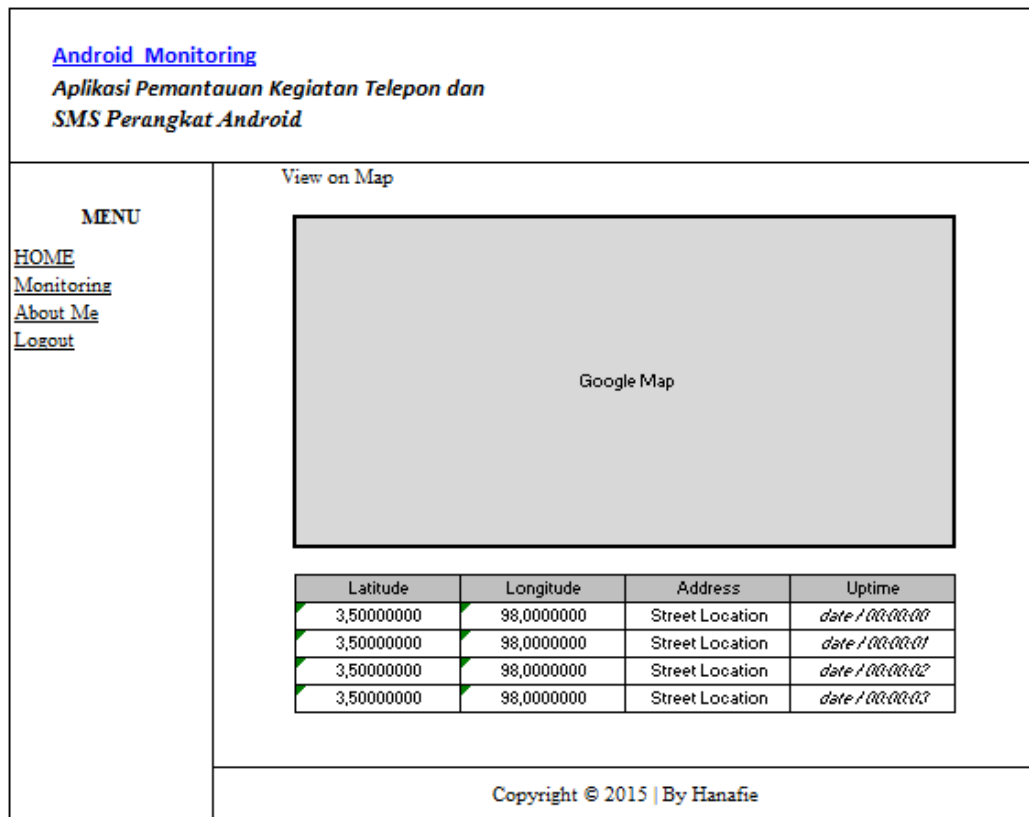 Android Monitoring
Aplikasi Pemantauan Kegiatan Telepon dan
SMS Perangkat Android
View on Map
MENU
HOME
Monitoring
About Me
Logout
Google Map
Latitude Longitude Address Uptime
3,50000000 98,0000000 Street Location date / 00:00:00
3,50000000 98,0000000 Street Location date / 00:00:01
3,50000000 98,0000000 Street Location date / 00:00:02
3,50000000 98,0000000 Street Location date / 00:00:03
Copyright © 2015 | By Hanafie